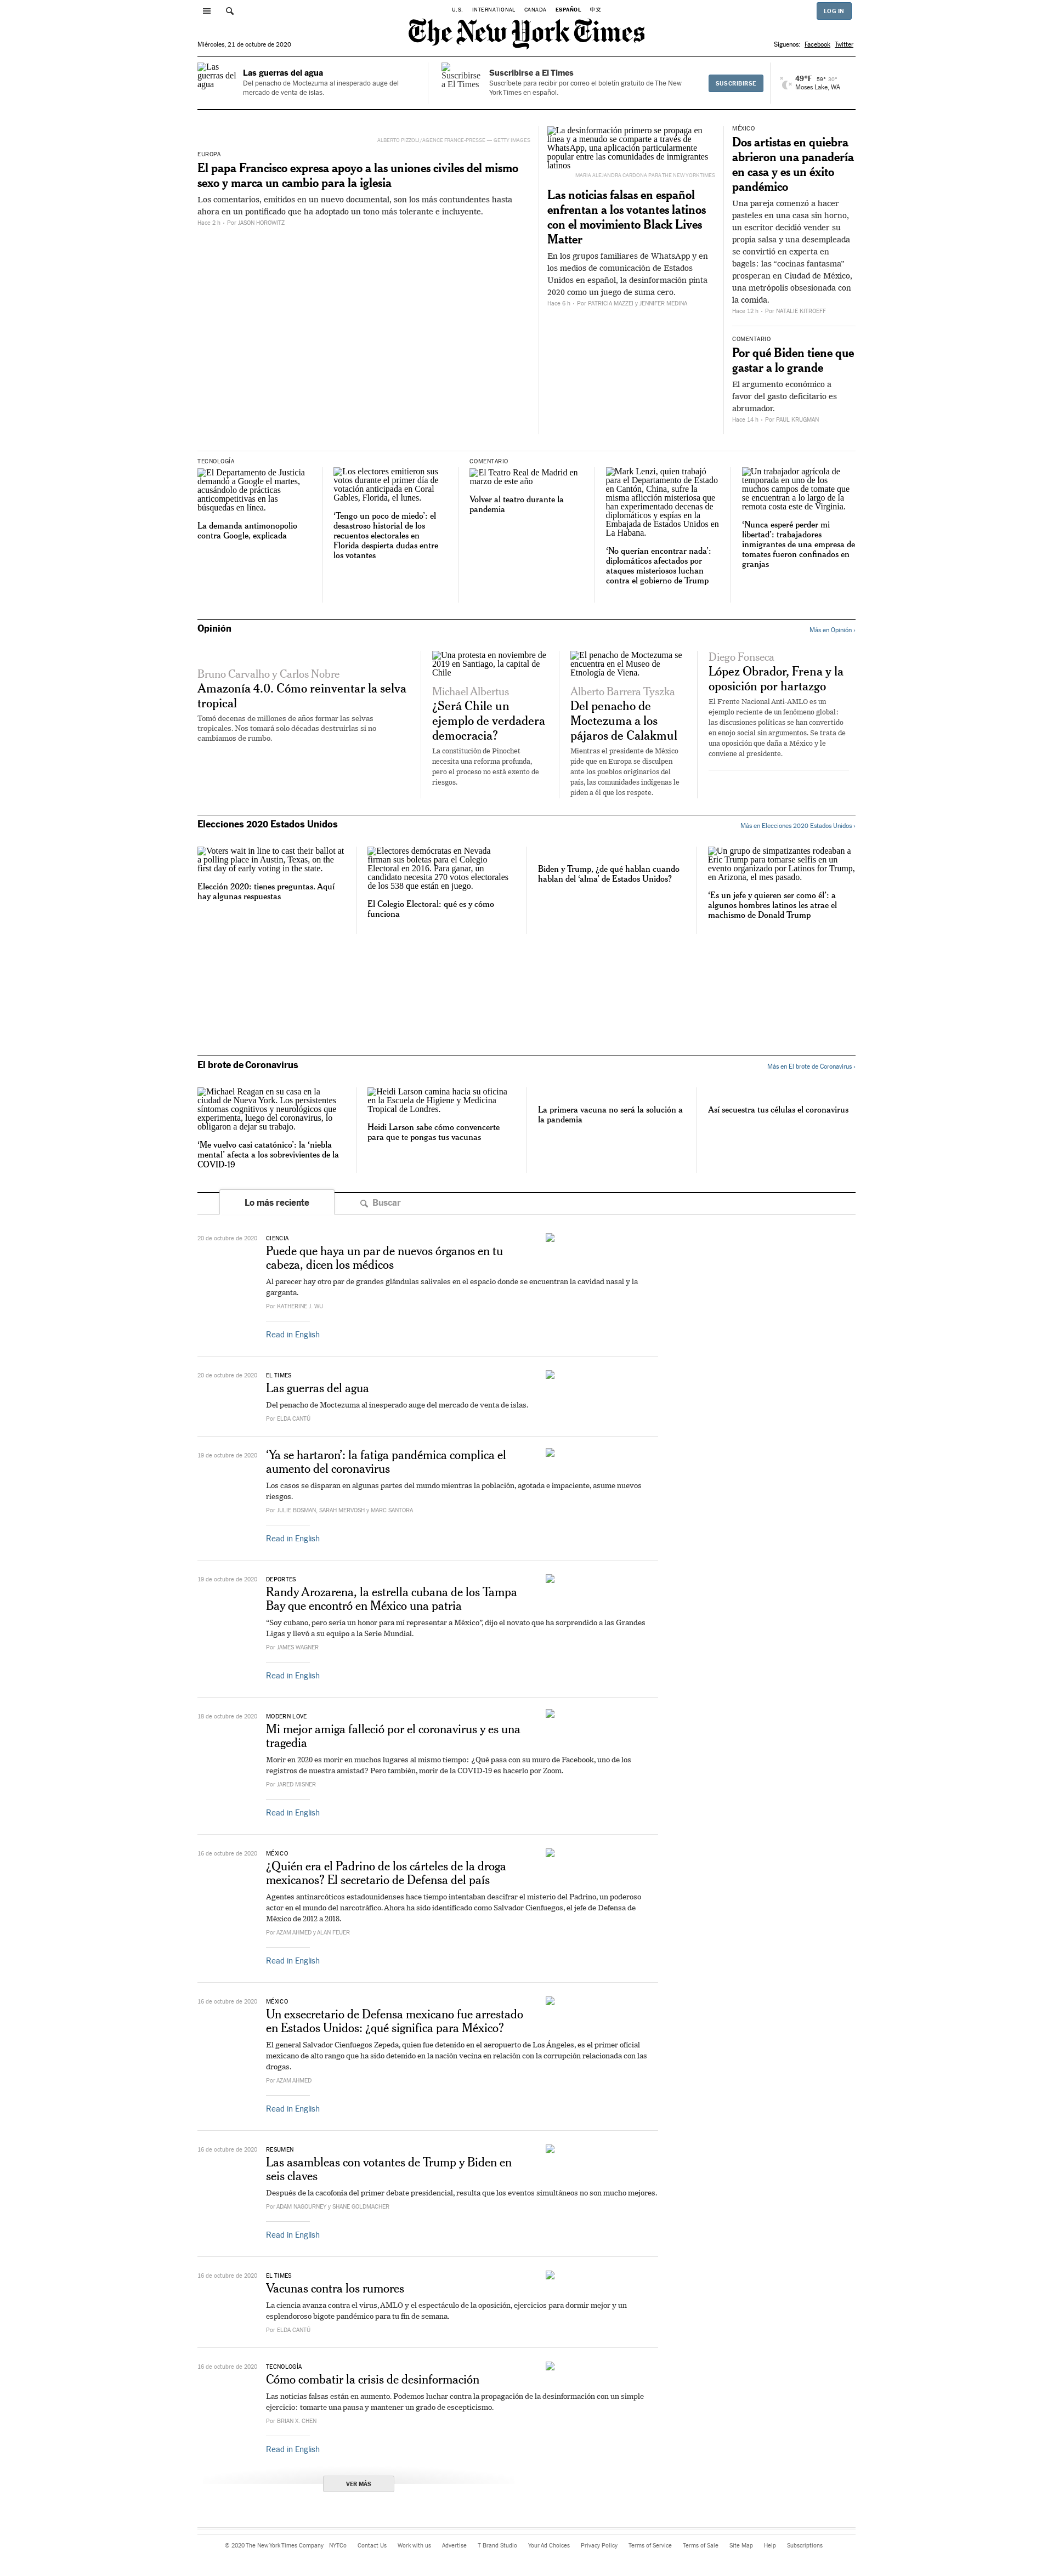 U.S. INTERNATIONAL CANADA ESPAÑOL 中文
LOG IN
The New York Times
Miércoles, 21 de octubre de 2020
Síguenos: Facebook Twitter
Las guerras del agua
Las guerras del agua
Del penacho de Moctezuma al inesperado auge del
mercado de venta de islas.
Suscribirse a El Times
Suscribirse a El Times
Suscríbete para recibir por correo el boletín gratuito de The New
York Times en español.
SUSCRIBIRSE
49°F 59° 30°
Moses Lake, WA
ALBERTO PIZZOLI/AGENCE FRANCE-PRESSE — GETTY IMAGES
EUROPA
El papa Francisco expresa apoyo a las uniones civiles del mismo
sexo y marca un cambio para la iglesia
Los comentarios, emitidos en un nuevo documental, son los más contundentes hasta
ahora en un pontificado que ha adoptado un tono más tolerante e incluyente.
Hace 2 h - Por JASON HOROWITZ
La desinformación primero se propaga en
línea y a menudo se comparte a través de
WhatsApp, una aplicación particularmente
popular entre las comunidades de inmigrantes
latinos
MARIA ALEJANDRA CARDONA PARA THE NEW YORK TIMES
Las noticias falsas en español
enfrentan a los votantes latinos
con el movimiento Black Lives
Matter
En los grupos familiares de WhatsApp y en
los medios de comunicación de Estados
Unidos en español, la desinformación pinta
2020 como un juego de suma cero.
Hace 6 h - Por PATRICIA MAZZEI y JENNIFER MEDINA
MÉXICO
Dos artistas en quiebra
abrieron una panadería
en casa y es un éxito
pandémico
Una pareja comenzó a hacer
pasteles en una casa sin horno,
un escritor decidió vender su
propia salsa y una desempleada
se convirtió en experta en
bagels: las “cocinas fantasma”
prosperan en Ciudad de México,
una metrópolis obsesionada con
la comida.
Hace 12 h - Por NATALIE KITROEFF
COMENTARIO
Por qué Biden tiene que
gastar a lo grande
El argumento económico a
favor del gasto deficitario es
abrumador.
Hace 14 h - Por PAUL KRUGMAN
TECNOLOGÍA
El Departamento de Justicia
demandó a Google el martes,
acusándolo de prácticas
anticompetitivas en las
búsquedas en línea.
La demanda antimonopolio
contra Google, explicada
Los electores emitieron sus
votos durante el primer día de
votación anticipada en Coral
Gables, Florida, el lunes.
‘Tengo un poco de miedo’: el
desastroso historial de los
recuentos electorales en
Florida despierta dudas entre
los votantes
COMENTARIO
El Teatro Real de Madrid en
marzo de este año
Volver al teatro durante la
pandemia
Mark Lenzi, quien trabajó
para el Departamento de Estado
en Cantón, China, sufre la
misma aflicción misteriosa que
han experimentado decenas de
diplomáticos y espías en la
Embajada de Estados Unidos en
La Habana.
‘No querían encontrar nada’:
diplomáticos afectados por
ataques misteriosos luchan
contra el gobierno de Trump
Un trabajador agrícola de
temporada en uno de los
muchos campos de tomate que
se encuentran a lo largo de la
remota costa este de Virginia.
‘Nunca esperé perder mi
libertad’: trabajadores
inmigrantes de una empresa de
tomates fueron confinados en
granjas
Opinión
Más en Opinión ›
Bruno Carvalho y Carlos Nobre
Amazonía 4.0. Cómo reinventar la selva
tropical
Tomó decenas de millones de años formar las selvas
tropicales. Nos tomará solo décadas destruirlas si no
cambiamos de rumbo.
Una protesta en noviembre de
2019 en Santiago, la capital de
Chile
Michael Albertus
¿Será Chile un
ejemplo de verdadera
democracia?
La constitución de Pinochet
necesita una reforma profunda,
pero el proceso no está exento de
riesgos.
El penacho de Moctezuma se
encuentra en el Museo de
Etnología de Viena.
Alberto Barrera Tyszka
Del penacho de
Moctezuma a los
pájaros de Calakmul
Mientras el presidente de México
pide que en Europa se disculpen
ante los pueblos originarios del
país, las comunidades indígenas le
piden a él que los respete.
Diego Fonseca
López Obrador, Frena y la
oposición por hartazgo
El Frente Nacional Anti-AMLO es un
ejemplo reciente de un fenómeno global:
las discusiones políticas se han convertido
en enojo social sin argumentos. Se trata de
una oposición que daña a México y le
conviene al presidente.
Elecciones 2020 Estados Unidos
Más en Elecciones 2020 Estados Unidos ›
Voters wait in line to cast their ballot at
a polling place in Austin, Texas, on the
first day of early voting in the state.
Elección 2020: tienes preguntas. Aquí
hay algunas respuestas
Electores demócratas en Nevada
firman sus boletas para el Colegio
Electoral en 2016. Para ganar, un
candidato necesita 270 votos electorales
de los 538 que están en juego.
El Colegio Electoral: qué es y cómo
funciona
Biden y Trump, ¿de qué hablan cuando
hablan del ‘alma’ de Estados Unidos?
Un grupo de simpatizantes rodeaban a
Eric Trump para tomarse selfis en un
evento organizado por Latinos for Trump,
en Arizona, el mes pasado.
‘Es un jefe y quieren ser como él’: a
algunos hombres latinos les atrae el
machismo de Donald Trump
El brote de Coronavirus
Más en El brote de Coronavirus ›
Michael Reagan en su casa en la
ciudad de Nueva York. Los persistentes
síntomas cognitivos y neurológicos que
experimenta, luego del coronavirus, lo
obligaron a dejar su trabajo.
‘Me vuelvo casi catatónico’: la ‘niebla
mental’ afecta a los sobrevivientes de la
COVID-19
Heidi Larson camina hacia su oficina
en la Escuela de Higiene y Medicina
Tropical de Londres.
Heidi Larson sabe cómo convencerte
para que te pongas tus vacunas
La primera vacuna no será la solución a
la pandemia
Así secuestra tus células el coronavirus
Lo más reciente
Buscar
20 de octubre de 2020
CIENCIA
Puede que haya un par de nuevos órganos en tu
cabeza, dicen los médicos
Al parecer hay otro par de grandes glándulas salivales en el espacio donde se encuentran la cavidad nasal y la
garganta.
Por KATHERINE J. WU
Read in English
20 de octubre de 2020
EL TIMES
Las guerras del agua
Del penacho de Moctezuma al inesperado auge del mercado de venta de islas.
Por ELDA CANTÚ
19 de octubre de 2020
‘Ya se hartaron’: la fatiga pandémica complica el
aumento del coronavirus
Los casos se disparan en algunas partes del mundo mientras la población, agotada e impaciente, asume nuevos
riesgos.
Por JULIE BOSMAN, SARAH MERVOSH y MARC SANTORA
Read in English
19 de octubre de 2020
DEPORTES
Randy Arozarena, la estrella cubana de los Tampa
Bay que encontró en México una patria
“Soy cubano, pero sería un honor para mí representar a México”, dijo el novato que ha sorprendido a las Grandes
Ligas y llevó a su equipo a la Serie Mundial.
Por JAMES WAGNER
Read in English
18 de octubre de 2020
MODERN LOVE
Mi mejor amiga falleció por el coronavirus y es una
tragedia
Morir en 2020 es morir en muchos lugares al mismo tiempo: ¿Qué pasa con su muro de Facebook, uno de los
registros de nuestra amistad? Pero también, morir de la COVID-19 es hacerlo por Zoom.
Por JARED MISNER
Read in English
16 de octubre de 2020
MÉXICO
¿Quién era el Padrino de los cárteles de la droga
mexicanos? El secretario de Defensa del país
Agentes antinarcóticos estadounidenses hace tiempo intentaban descifrar el misterio del Padrino, un poderoso
actor en el mundo del narcotráfico. Ahora ha sido identificado como Salvador Cienfuegos, el jefe de Defensa de
México de 2012 a 2018.
Por AZAM AHMED y ALAN FEUER
Read in English
16 de octubre de 2020
MÉXICO
Un exsecretario de Defensa mexicano fue arrestado
en Estados Unidos: ¿qué significa para México?
El general Salvador Cienfuegos Zepeda, quien fue detenido en el aeropuerto de Los Ángeles, es el primer oficial
mexicano de alto rango que ha sido detenido en la nación vecina en relación con la corrupción relacionada con las
drogas.
Por AZAM AHMED
Read in English
16 de octubre de 2020
RESUMEN
Las asambleas con votantes de Trump y Biden en
seis claves
Después de la cacofonía del primer debate presidencial, resulta que los eventos simultáneos no son mucho mejores.
Por ADAM NAGOURNEY y SHANE GOLDMACHER
Read in English
16 de octubre de 2020
EL TIMES
Vacunas contra los rumores
La ciencia avanza contra el virus, AMLO y el espectáculo de la oposición, ejercicios para dormir mejor y un
esplendoroso bigote pandémico para tu fin de semana.
Por ELDA CANTÚ
16 de octubre de 2020
TECNOLOGÍA
Cómo combatir la crisis de desinformación
Las noticias falsas están en aumento. Podemos luchar contra la propagación de la desinformación con un simple
ejercicio: tomarte una pausa y mantener un grado de escepticismo.
Por BRIAN X. CHEN
Read in English
VER MÁS
© 2020 The New York Times Company NYTCo Contact Us Work with us Advertise T Brand Studio Your Ad Choices Privacy Policy Terms of Service Terms of Sale Site Map Help Subscriptions